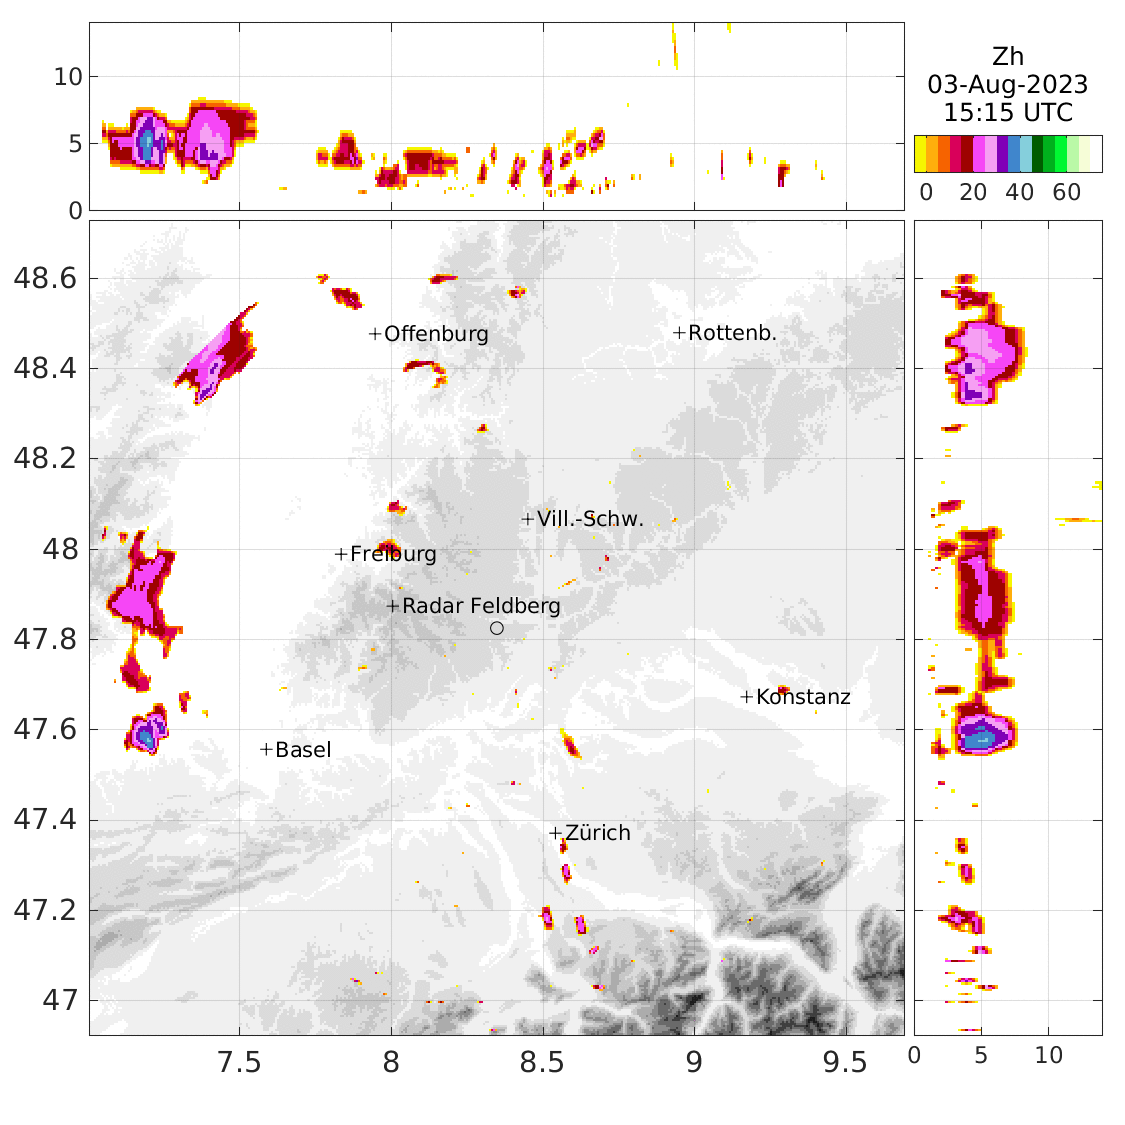 10
5
0
Zh
03-Aug-2023
15:15 UTC
0 20 40 60
48.6
48.4
48.2
48
47.8
47.6
47.4
47.2
47
+Offenburg
+Rottenb.
+Vill.-Schw.
+Freiburg
+Radar Feldberg
+Konstanz
+Basel
+Zürich
7.5 8 8.5 9 9.5
0 5 10